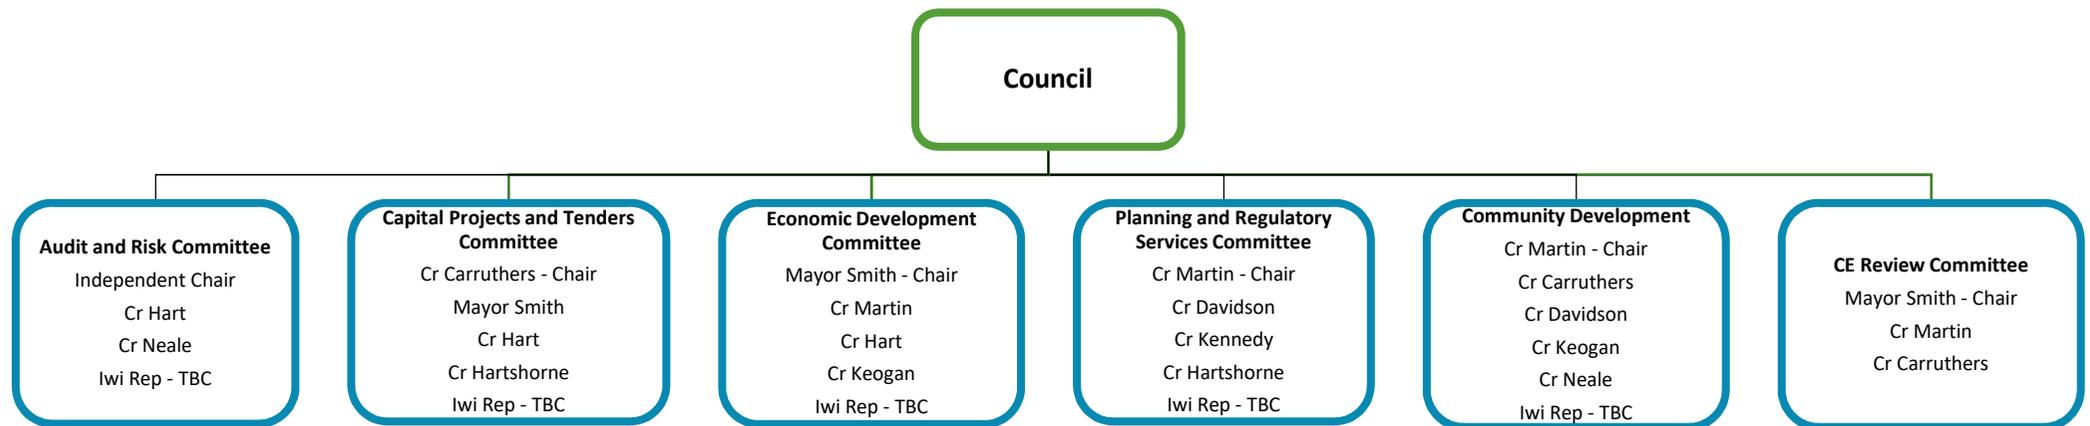 Council
Audit and Risk Committee
Independent Chair
Cr Hart
Cr Neale
Iwi Rep - TBC
Capital Projects and Tenders
Committee
Cr Carruthers - Chair
Mayor Smith
Cr Hart
Cr Hartshorne
Iwi Rep - TBC
Economic Development
Committee
Mayor Smith - Chair
Cr Martin
Cr Hart
Cr Keogan
Iwi Rep - TBC
Planning and Regulatory
Services Committee
Cr Martin - Chair
Cr Davidson
Cr Kennedy
Cr Hartshorne
Iwi Rep - TBC
Community Development
Cr Martin - Chair
Cr Carruthers
Cr Davidson
Cr Keogan
Cr Neale
Iwi Rep - TBC
CE Review Committee
Mayor Smith - Chair
Cr Martin
Cr Carruthers